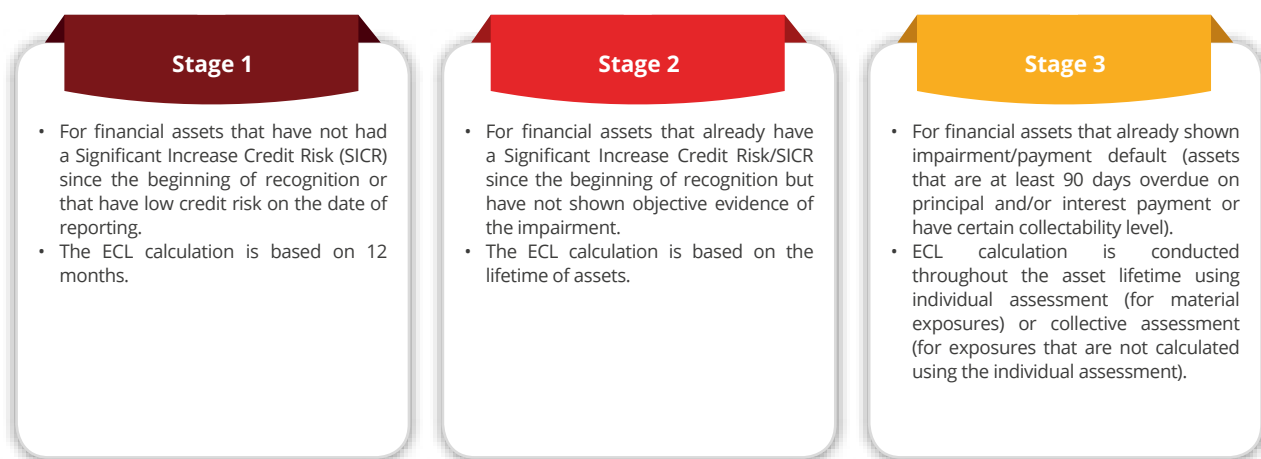 Stage 1
• For financial assets that have not had
a Significant Increase Credit Risk (SICR)
since the beginning of recognition or
that have low credit risk on the date of
reporting.
• The ECL calculation is based on 12
months.
Stage 2
• For financial assets that already have
a Significant Increase Credit Risk/SICR
since the beginning of recognition but
have not shown objective evidence of
the impairment.
• The ECL calculation is based on the
lifetime of assets.
Stage 3
• For financial assets that already shown
impairment/payment default (assets
that are at least 90 days overdue on
principal and/or interest payment or
have certain collectability level).
• ECL calculation is conducted
throughout the asset lifetime using
individual assessment (for material
exposures) or collective assessment
(for exposures that are not calculated
using the individual assessment).